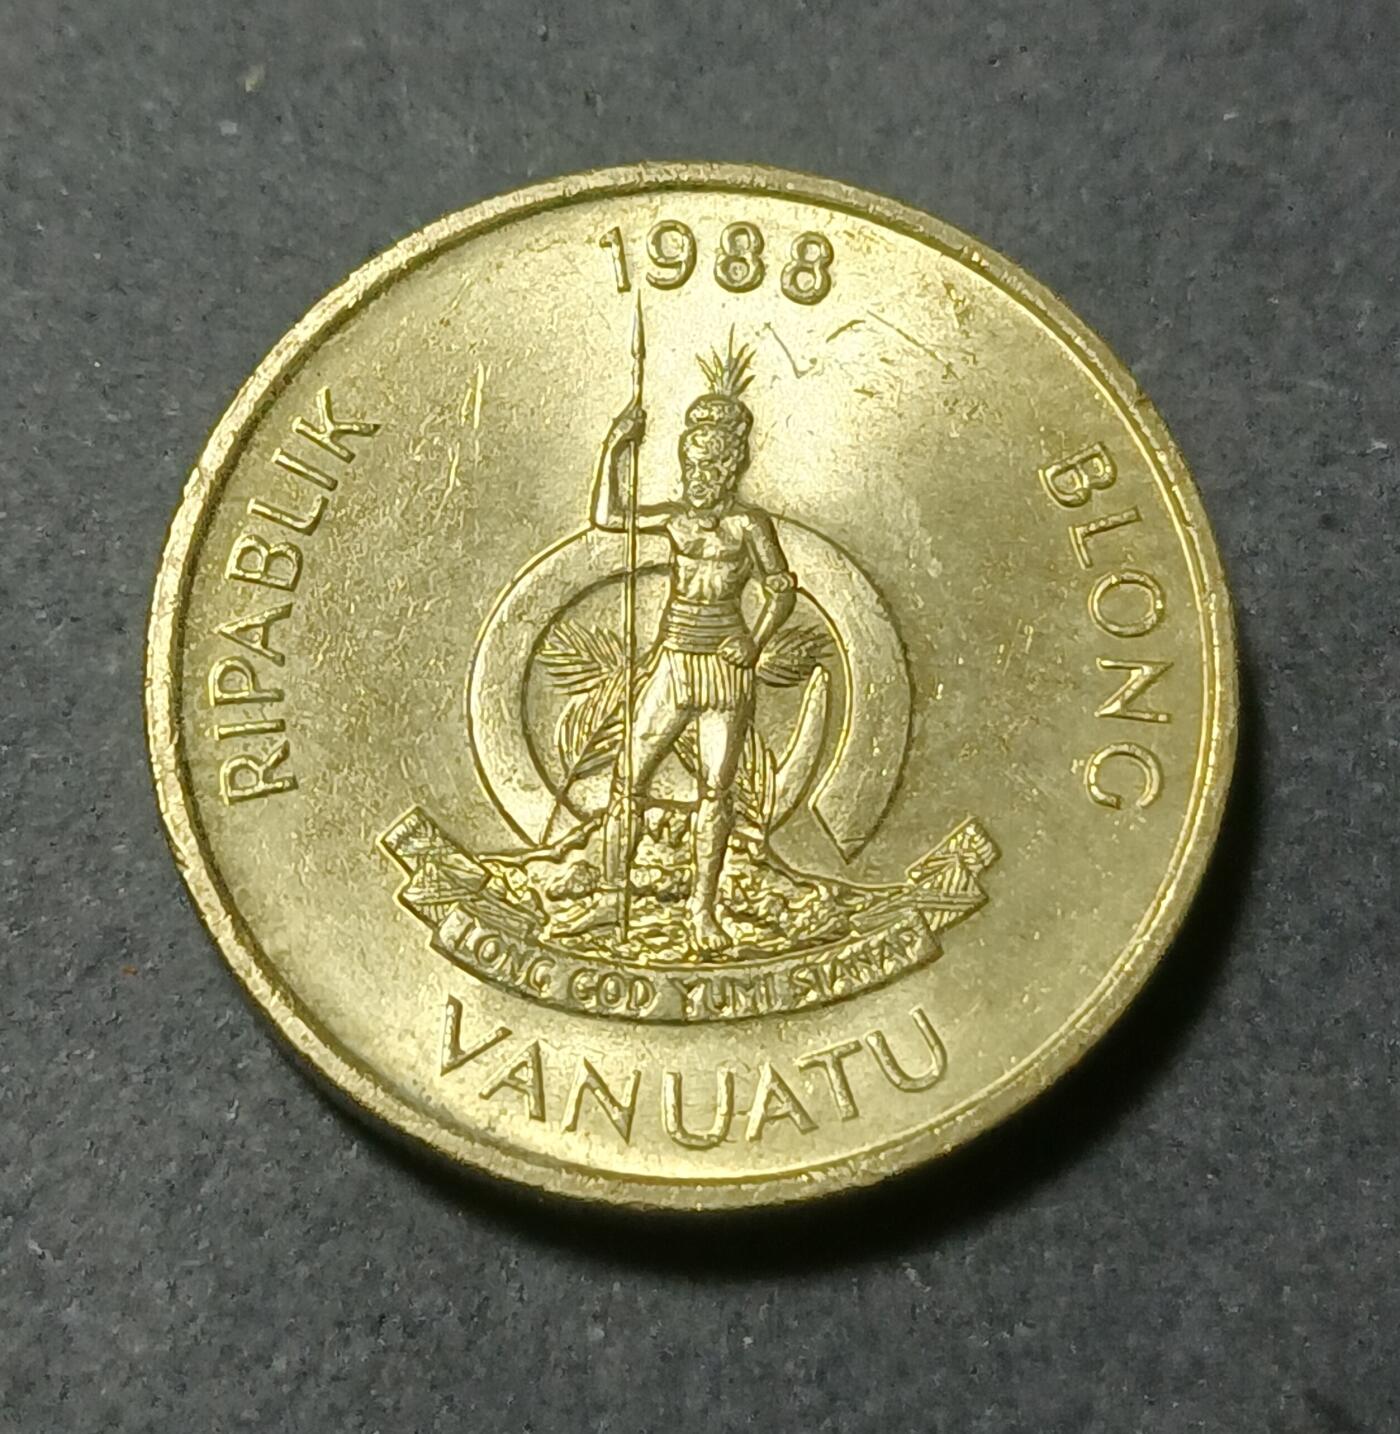 1988
RIPABLIK
BLONG
LONG GOD YUMI STANAP
VANUATU